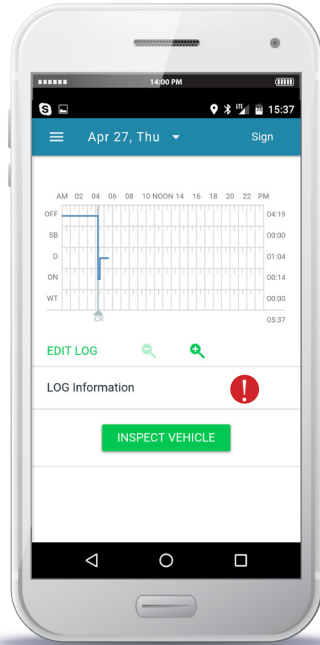 14:00 PM
S LTE 15:37
Apr 27, Thu Sign
AM 02 04 06 08 10 NOON 14 16 18 20 22 PM
OFF 04:19
SB 00:00
D 01:04
ON 00:14
WT 00:00
CR 05:37
EDIT LOG
LOG Information !
INSPECT VEHICLE